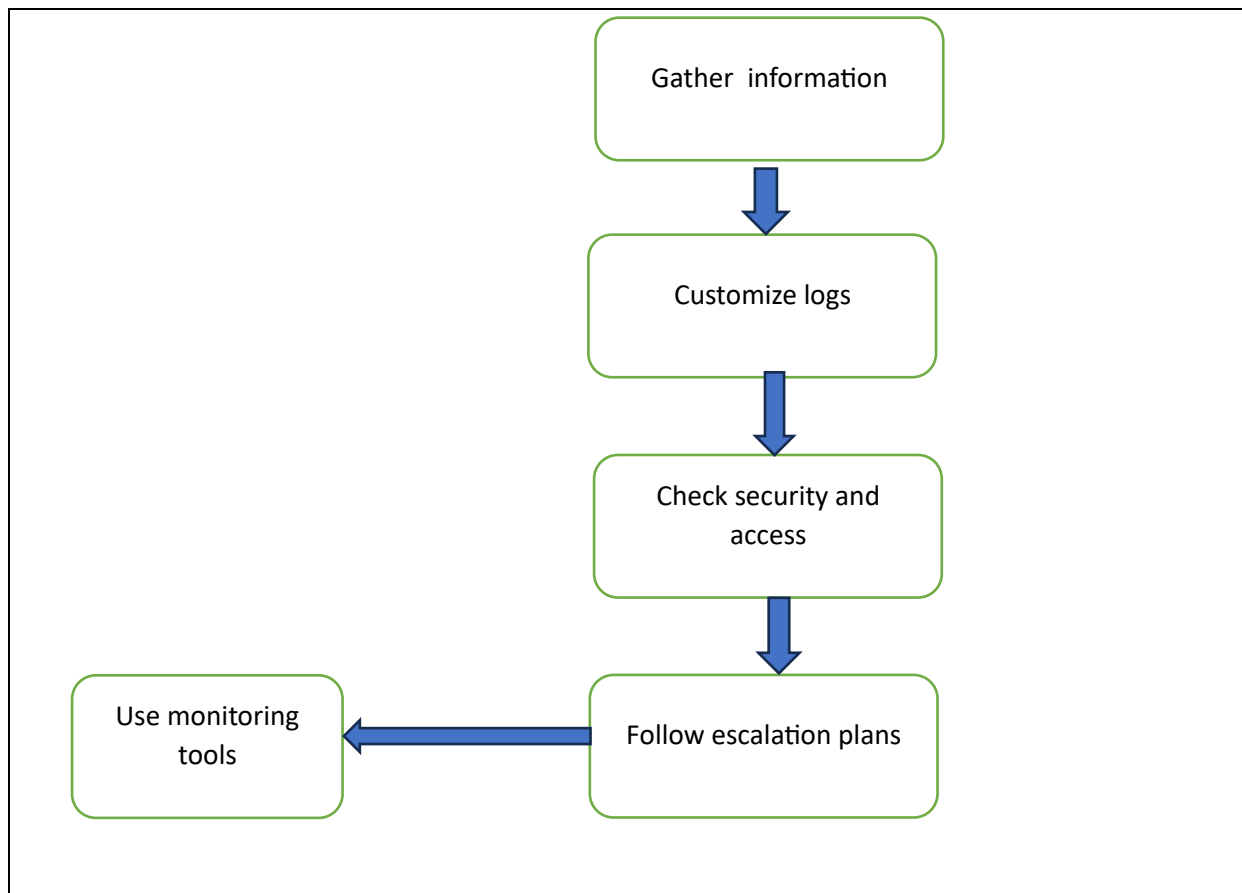 Gather  information
Customize logs
Check security and
access
Follow escalation plans
Use monitoring
tools